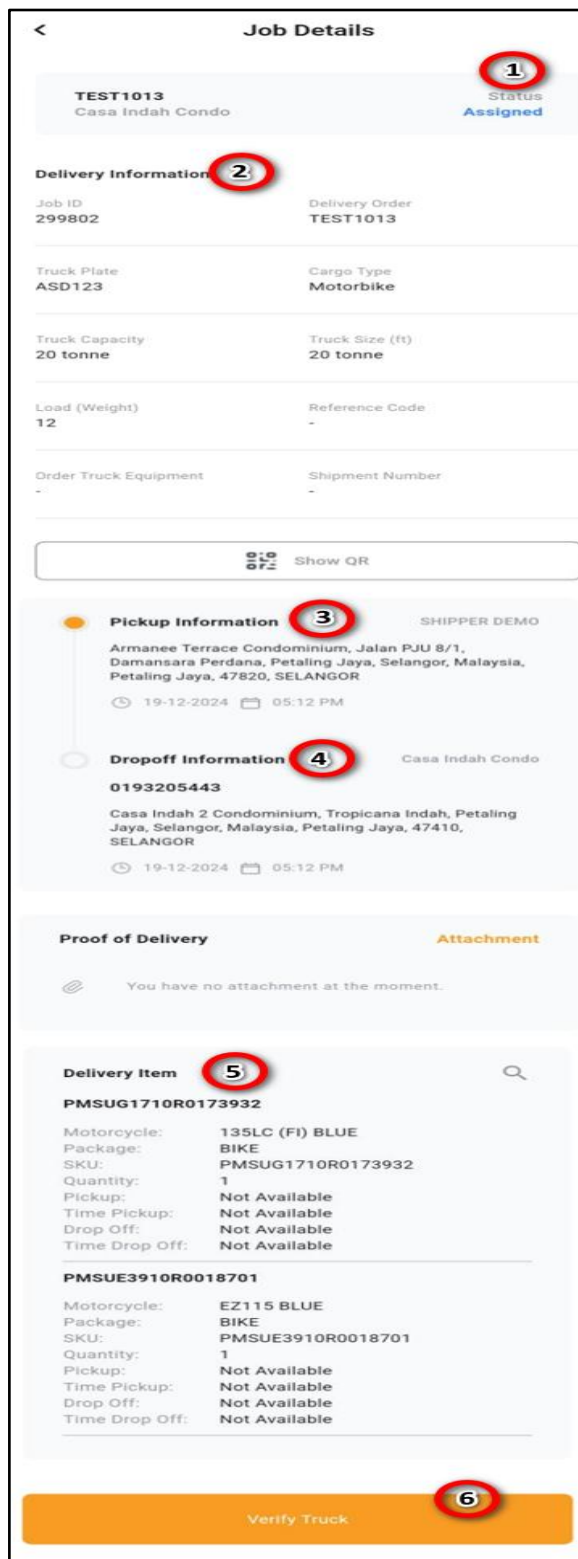 Job Details
1
TEST1013 Status
Casa Indah Condo Assigned
Delivery Information 2
Job ID Delivery Order
299802 TEST1013
Truck Plate Cargo Type
ASD123 Motorbike
Truck Capacity Truck Size (ft)
20 tonne 20 tonne
Load (Weight) Reference Code
12 -
Order Truck Equipment Shipment Number
- -
Show QR
Pickup Information 3 SHIPPER DEMO
Armanee Terrace Condominium, Jalan PJU 8/1,
Damansara Perdana, Petaling Jaya, Selangor, Malaysia,
Petaling Jaya, 47820, SELANGOR
19-12-2024 05:12 PM
Dropoff Information 4 Casa Indah Condo
0193205443
Casa Indah 2 Condominium, Tropicana Indah, Petaling
Jaya, Selangor, Malaysia, Petaling Jaya, 47410,
SELANGOR
19-12-2024 05:12 PM
Proof of Delivery Attachment
You have no attachment at the moment.
Delivery Item 5
PMSUG1710R0173932
Motorcycle: 135LC (FI) BLUE
Package: BIKE
SKU: PMSUG1710R0173932
Quantity: 1
Pickup: Not Available
Time Pickup: Not Available
Drop Off: Not Available
Time Drop Off: Not Available
PMSUE3910R0018701
Motorcycle: EZ115 BLUE
Package: BIKE
SKU: PMSUE3910R0018701
Quantity: 1
Pickup: Not Available
Time Pickup: Not Available
Drop Off: Not Available
Time Drop Off: Not Available
6
Verify Truck